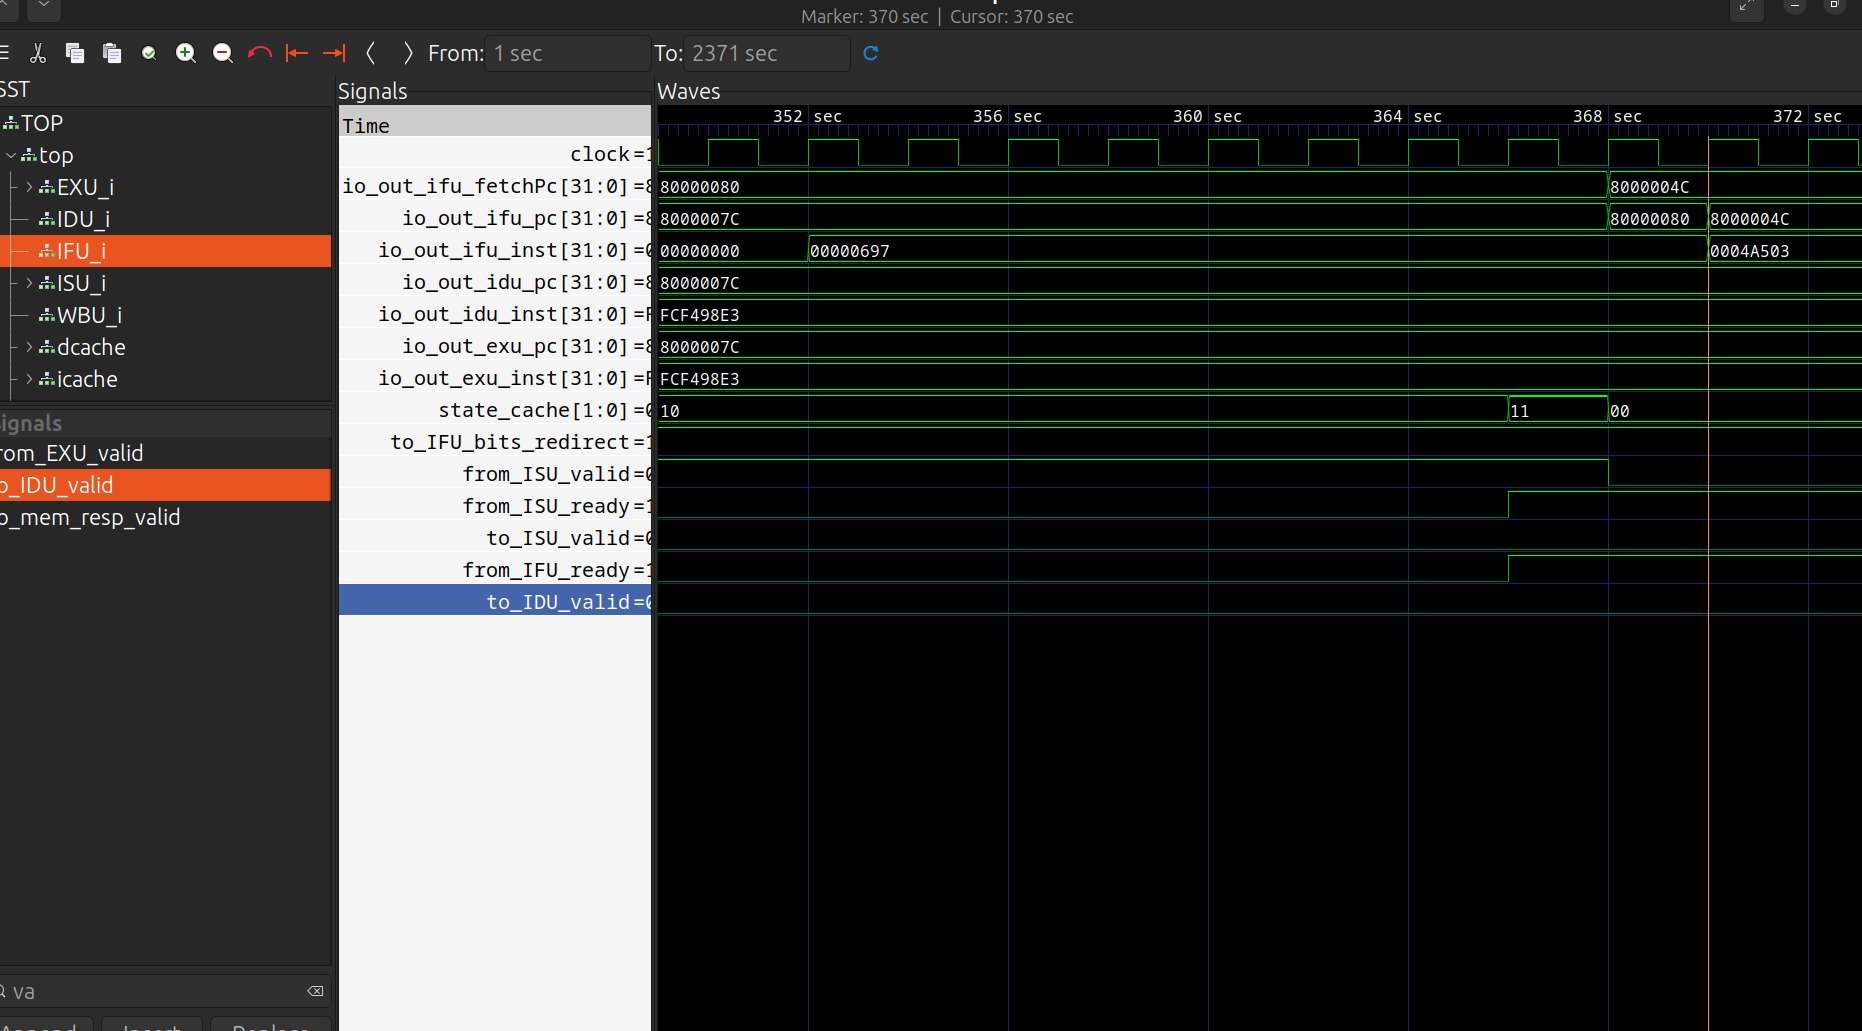 Marker: 370 sec | Cursor: 370 sec
From: 1 sec To: 2371 sec
SST
TOP
top
EXU_i
IDU_i
IFU_i
ISU_i
WBU_i
dcache
icache
ignals
rom_EXU_valid
o_IDU_valid
o_mem_resp_valid
va
Append Insert Replace
Signals
Time
clock=1
io_out_ifu_fetchPc[31:0]=8
io_out_ifu_pc[31:0]=8
io_out_ifu_inst[31:0]=0
io_out_idu_pc[31:0]=8
io_out_idu_inst[31:0]=F
io_out_exu_pc[31:0]=8
io_out_exu_inst[31:0]=F
state_cache[1:0]=0
to_IFU_bits_redirect=1
from_ISU_valid=0
from_ISU_ready=1
to_ISU_valid=0
from_IFU_ready=1
to_IDU_valid=0
Waves
352 sec 356 sec 360 sec 364 sec 368 sec 372 sec
80000080 8000004C
8000007C 80000080 8000004C
00000000 00000697 0004A503
8000007C
FCF498E3
8000007C
FCF498E3
10 11 00